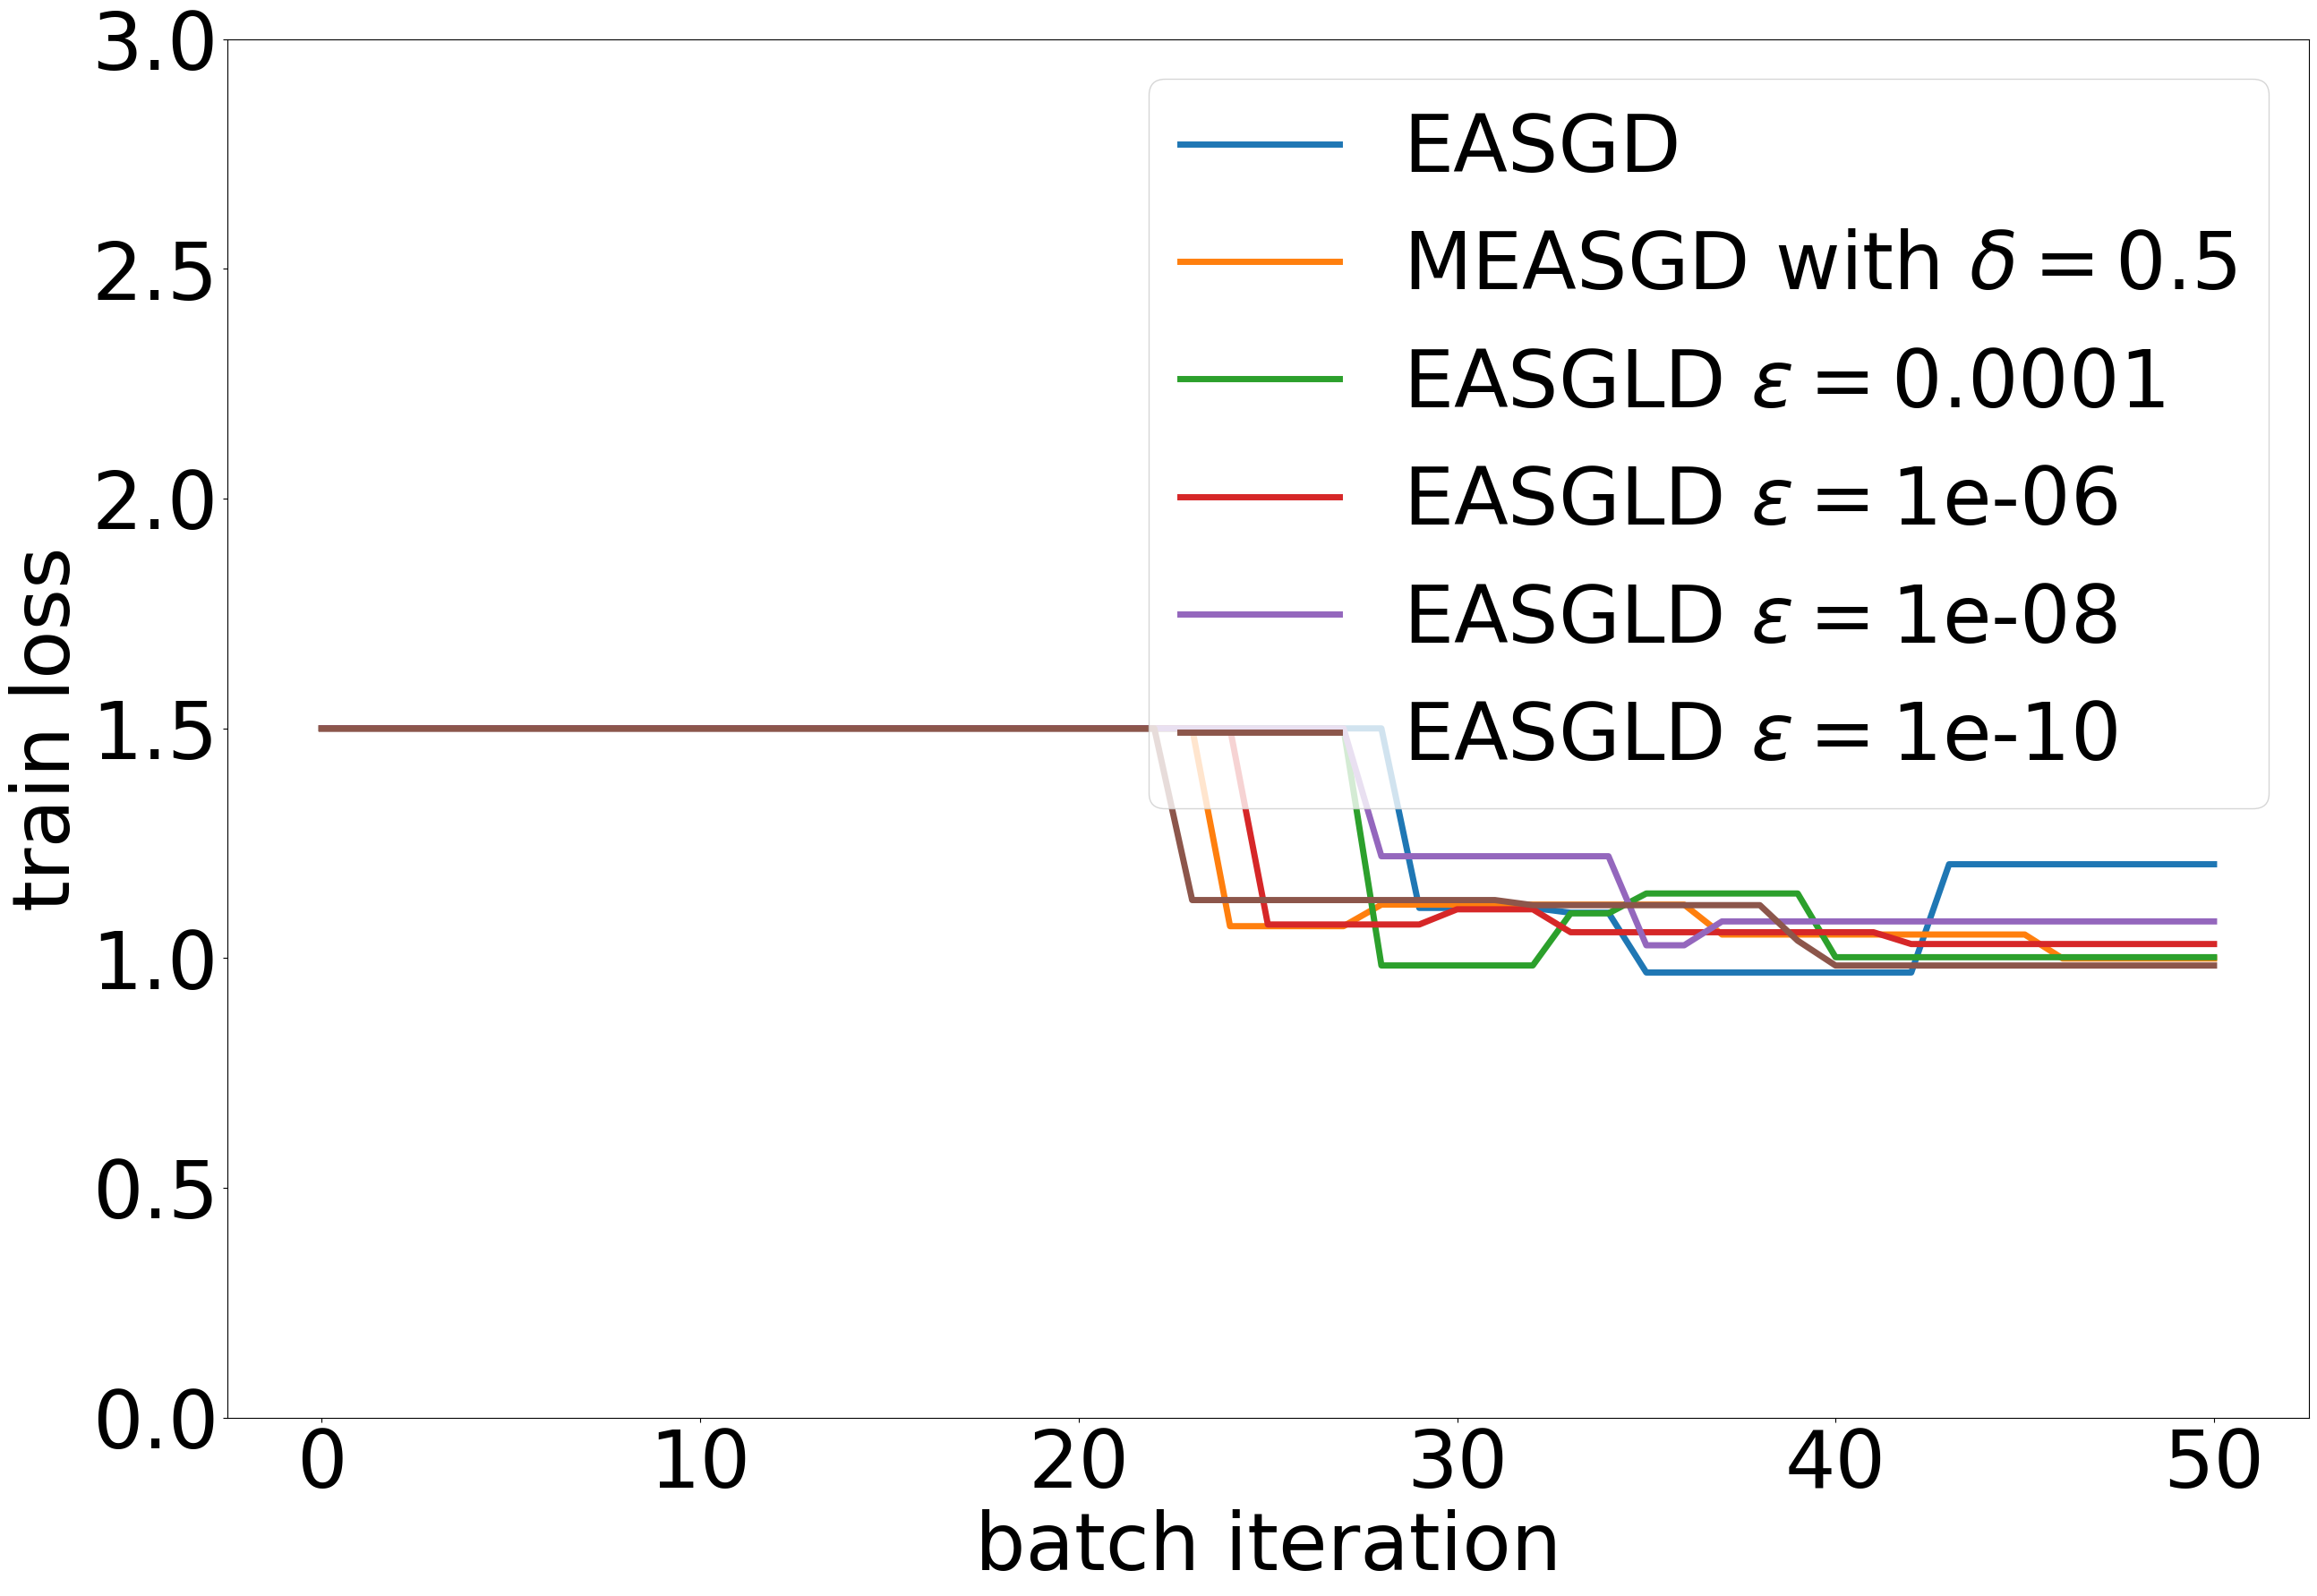 3.0
2.5
2.0
1.5
1.0
0.5
0.0
train loss
EASGD
MEASGD with δ = 0.5
EASGLD ε = 0.0001
EASGLD ε = 1e-06
EASGLD ε = 1e-08
EASGLD ε = 1e-10
0 10 20 30 40 50
batch iteration